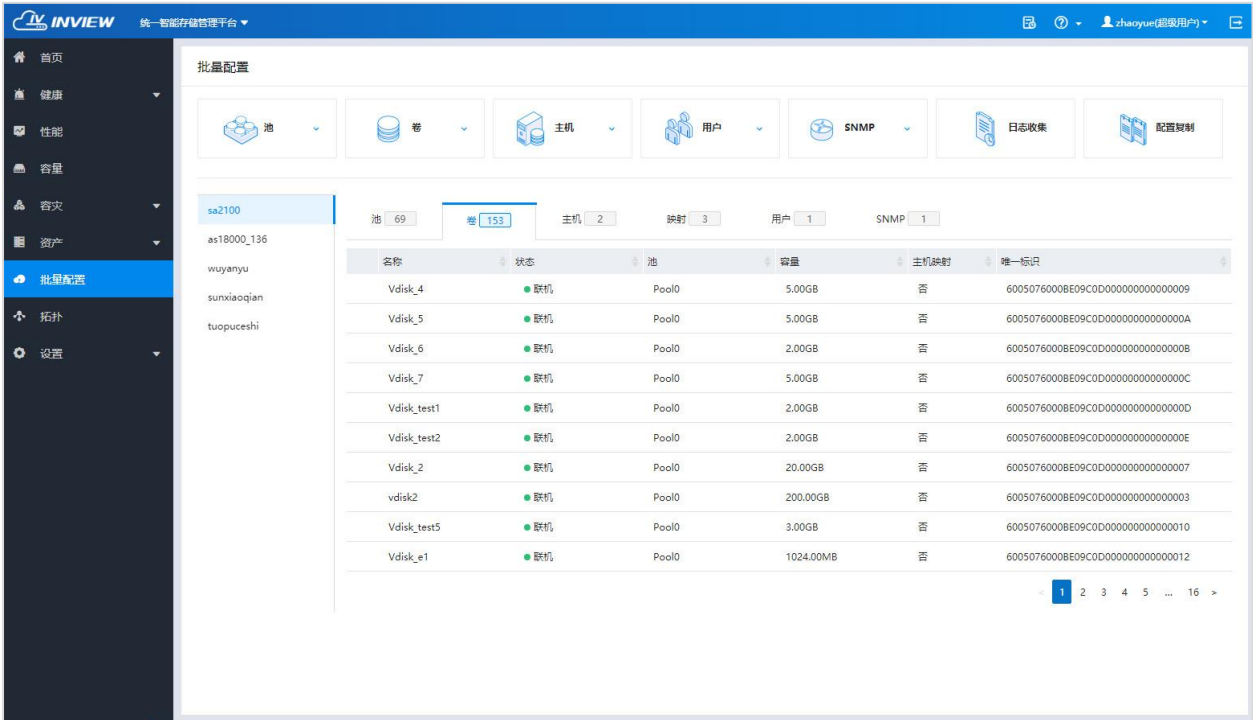 INVIEW 统一智能存储管理平台 zhaoyue(超级用户)
首页
健康
性能
容量
容灾
资产
批量配置
拓扑
设置
批量配置
池 卷 主机 用户 SNMP 日志收集 配置复制
sa2100
as18000_136
wuyanyu
sunxiaoqian
tuopuceshi
池 69 卷 153 主机 2 映射 3 用户 1 SNMP 1
名称 状态 池 容量 主机映射 唯一标识
Vdisk_4 联机 Pool0 5.00GB 否 6005076000BE09C0D000000000000009
Vdisk_5 联机 Pool0 5.00GB 否 6005076000BE09C0D00000000000000A
Vdisk_6 联机 Pool0 2.00GB 否 6005076000BE09C0D00000000000000B
Vdisk_7 联机 Pool0 5.00GB 否 6005076000BE09C0D00000000000000C
Vdisk_test1 联机 Pool0 2.00GB 否 6005076000BE09C0D00000000000000D
Vdisk_test2 联机 Pool0 2.00GB 否 6005076000BE09C0D00000000000000E
Vdisk_2 联机 Pool0 20.00GB 否 6005076000BE09C0D000000000000007
vdisk2 联机 Pool0 200.00GB 否 6005076000BE09C0D000000000000003
Vdisk_test5 联机 Pool0 3.00GB 否 6005076000BE09C0D000000000000010
Vdisk_e1 联机 Pool0 1024.00MB 否 6005076000BE09C0D000000000000012
< 1 2 3 4 5 ... 16 >